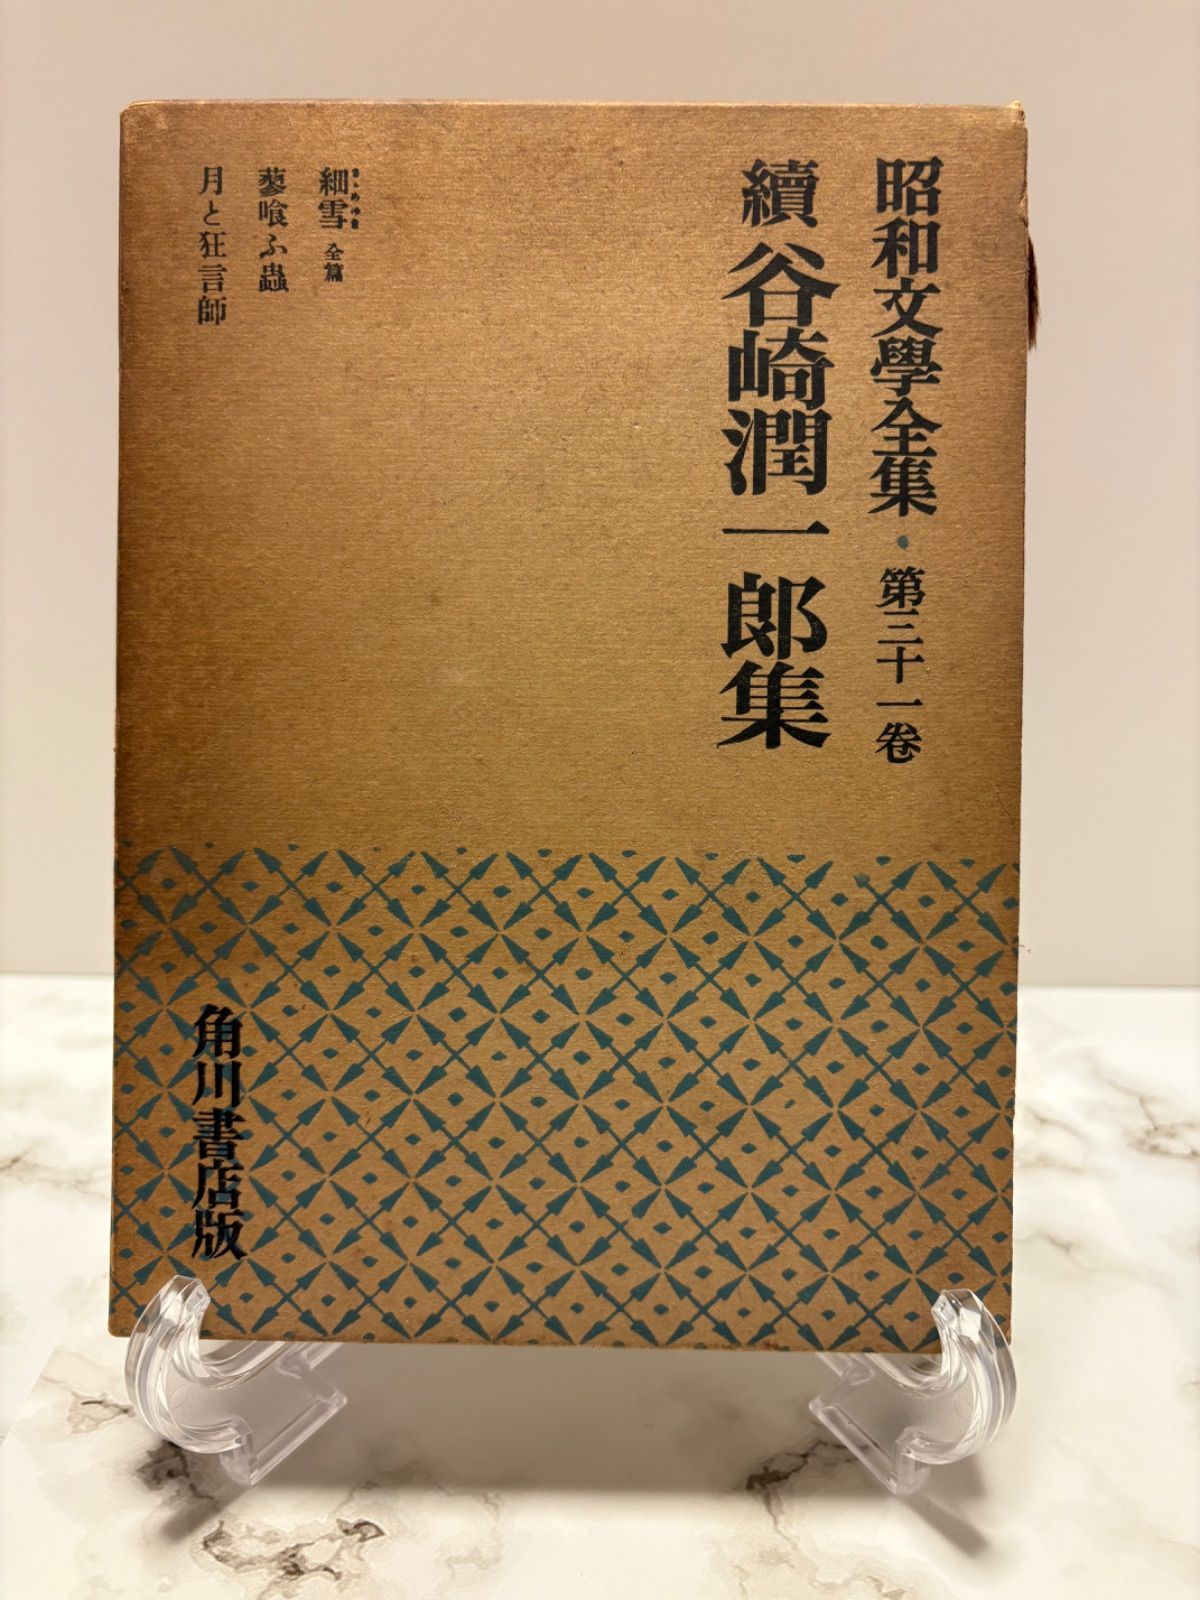 昭和文學全集・第三十一卷
續 谷崎潤一郎集
細雪 全篇
蓼喰ふ蟲
月と狂言師
角川書店版